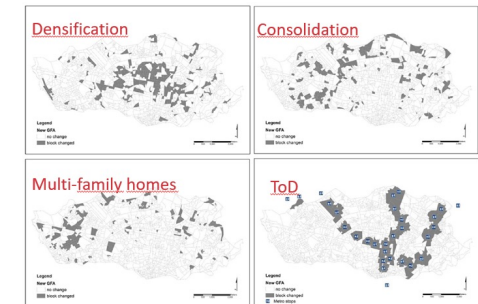 Densification
Legend
New GFA
no change
block changed
Consolidation
Legend
New GFA
no change
block changed
Multi-family homes
Legend
New GFA
no change
block changed
ToD
Legend
New GFA
no change
block changed
Metro stops